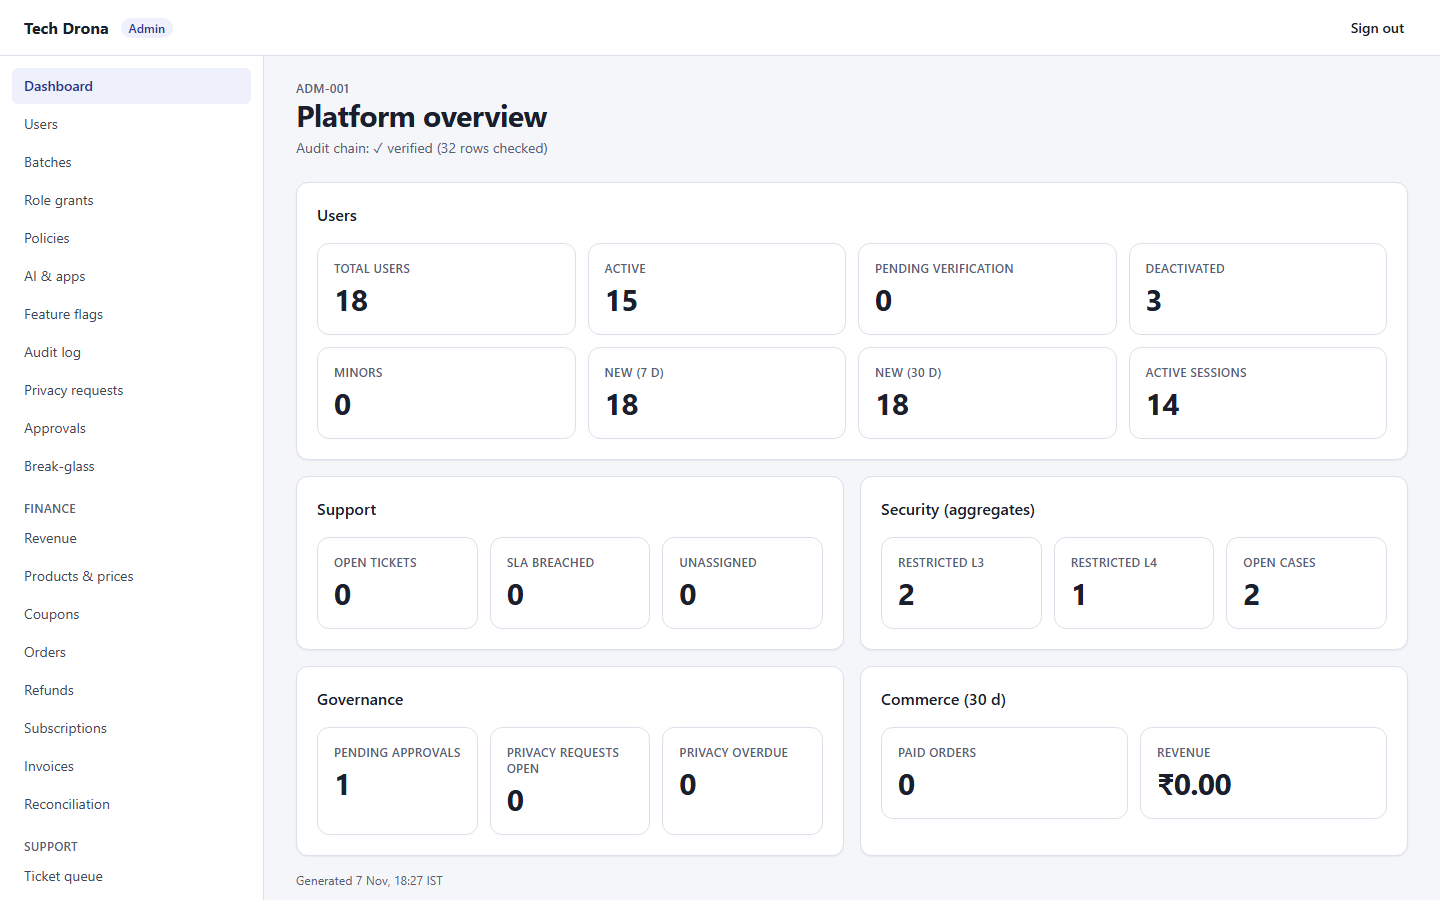 Tech Drona Admin
Sign out
Dashboard
Users
Batches
Role grants
Policies
AI & apps
Feature flags
Audit log
Privacy requests
Approvals
Break-glass
FINANCE
Revenue
Products & prices
Coupons
Orders
Refunds
Subscriptions
Invoices
Reconciliation
SUPPORT
Ticket queue
ADM-001
Platform overview
Audit chain: ✓ verified (32 rows checked)
Users
TOTAL USERS
18
ACTIVE
15
PENDING VERIFICATION
0
DEACTIVATED
3
MINORS
0
NEW (7 D)
18
NEW (30 D)
18
ACTIVE SESSIONS
14
Support
OPEN TICKETS
0
SLA BREACHED
0
UNASSIGNED
0
Security (aggregates)
RESTRICTED L3
2
RESTRICTED L4
1
OPEN CASES
2
Governance
PENDING APPROVALS
1
PRIVACY REQUESTS
OPEN
0
PRIVACY OVERDUE
0
Commerce (30 d)
PAID ORDERS
0
REVENUE
₹0.00
Generated 7 Nov, 18:27 IST